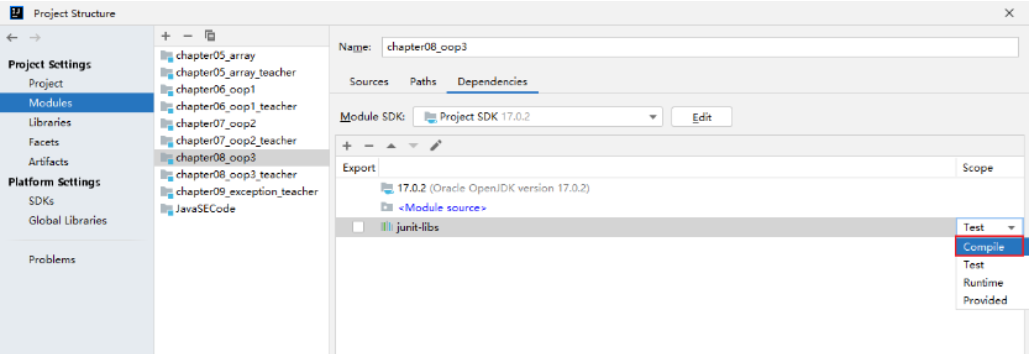 Project Structure
Project Settings
Project
Modules
Libraries
Facets
Artifacts
Platform Settings
SDKs
Global Libraries
Problems
chapter05_array
chapter05_array_teacher
chapter06_oop1
chapter06_oop1_teacher
chapter07_oop2
chapter07_oop2_teacher
chapter08_oop3
chapter08_oop3_teacher
chapter09_exception_teacher
JavaSECode
Name: chapter08_oop3
Sources Paths Dependencies
Module SDK: Project SDK 17.0.2 Edit
Export Scope
17.0.2 (Oracle OpenJDK version 17.0.2)
<Module source>
junit-libs Test
Compile
Test
Runtime
Provided